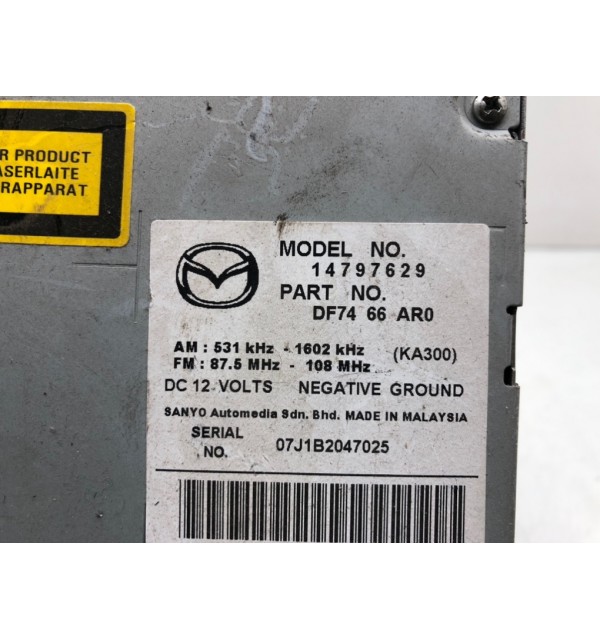 R PRODUCT
ASERLAITE
RAPPARAT
MODEL NO.
14797629
PART NO.
DF74 66 AR0
AM : 531 kHz - 1602 kHz (KA300)
FM : 87.5 MHz - 108 MHz
DC 12 VOLTS NEGATIVE GROUND
SANYO Automedia Sdn. Bhd. MADE IN MALAYSIA
SERIAL
NO. 07J1B2047025